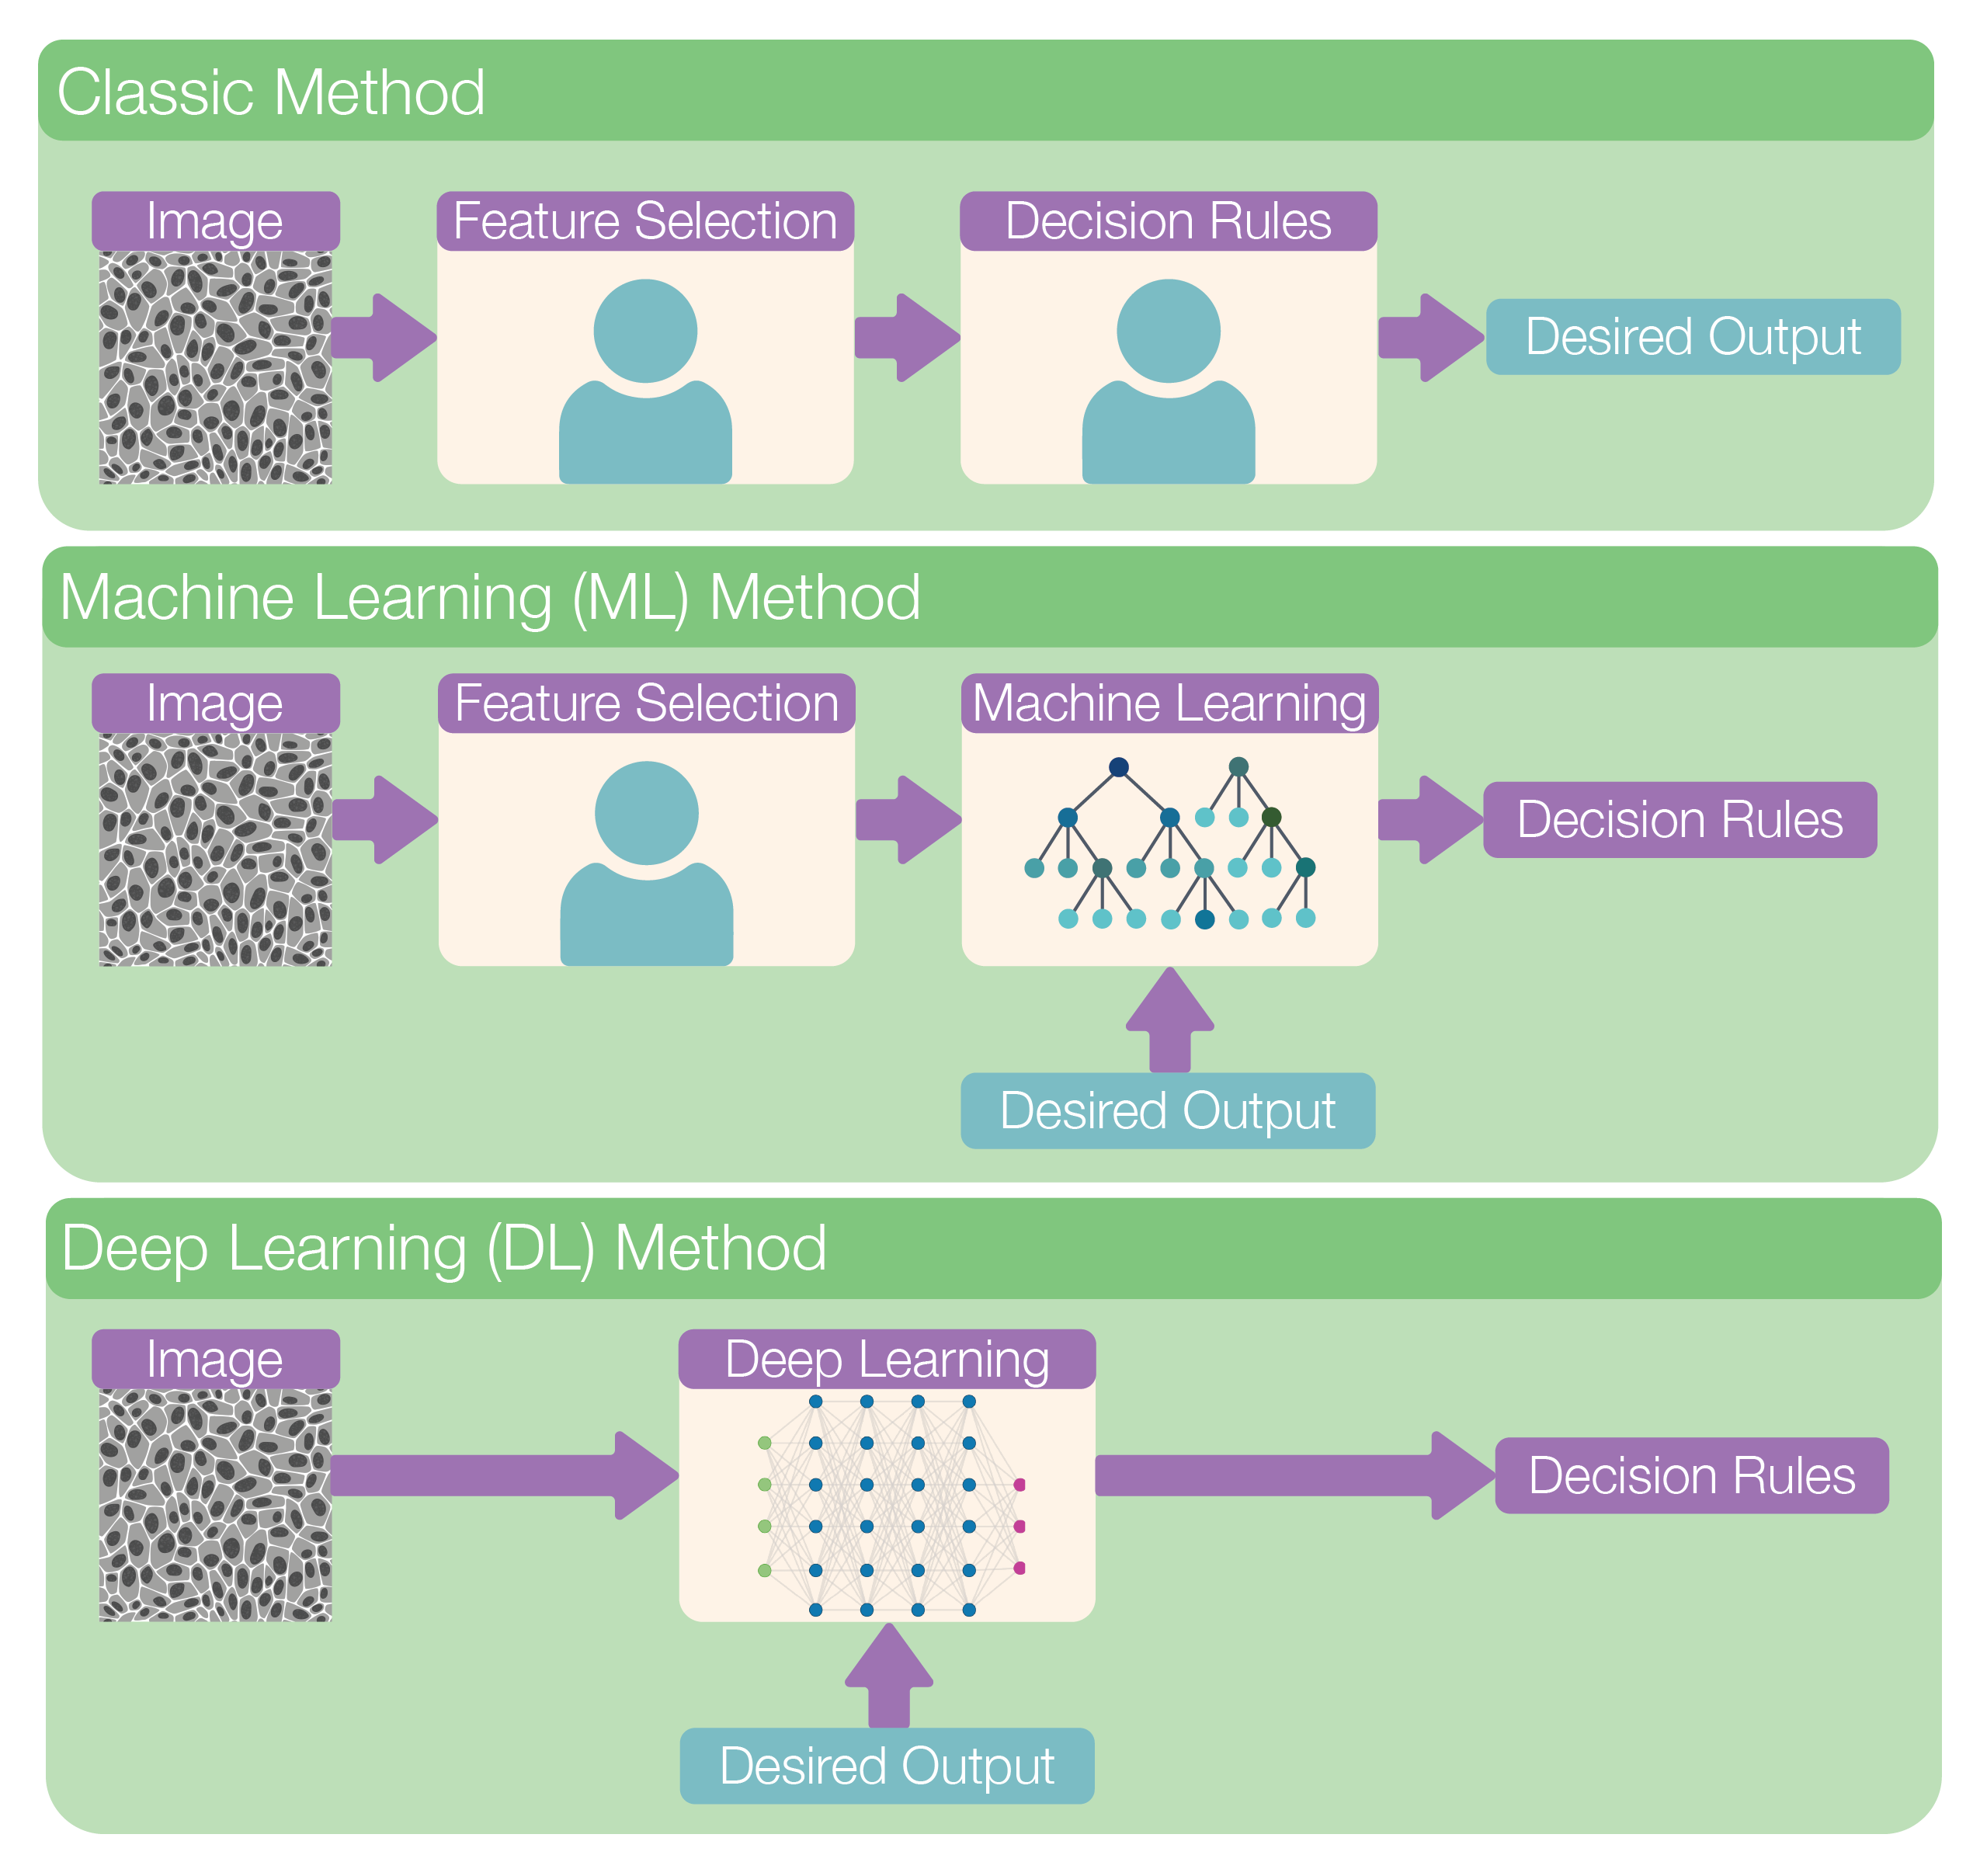 Classic Method
Image
Feature Selection
Decision Rules
Desired Output
Machine Learning (ML) Method
Image
Feature Selection
Machine Learning
Decision Rules
Desired Output
Deep Learning (DL) Method
Image
Deep Learning
Decision Rules
Desired Output